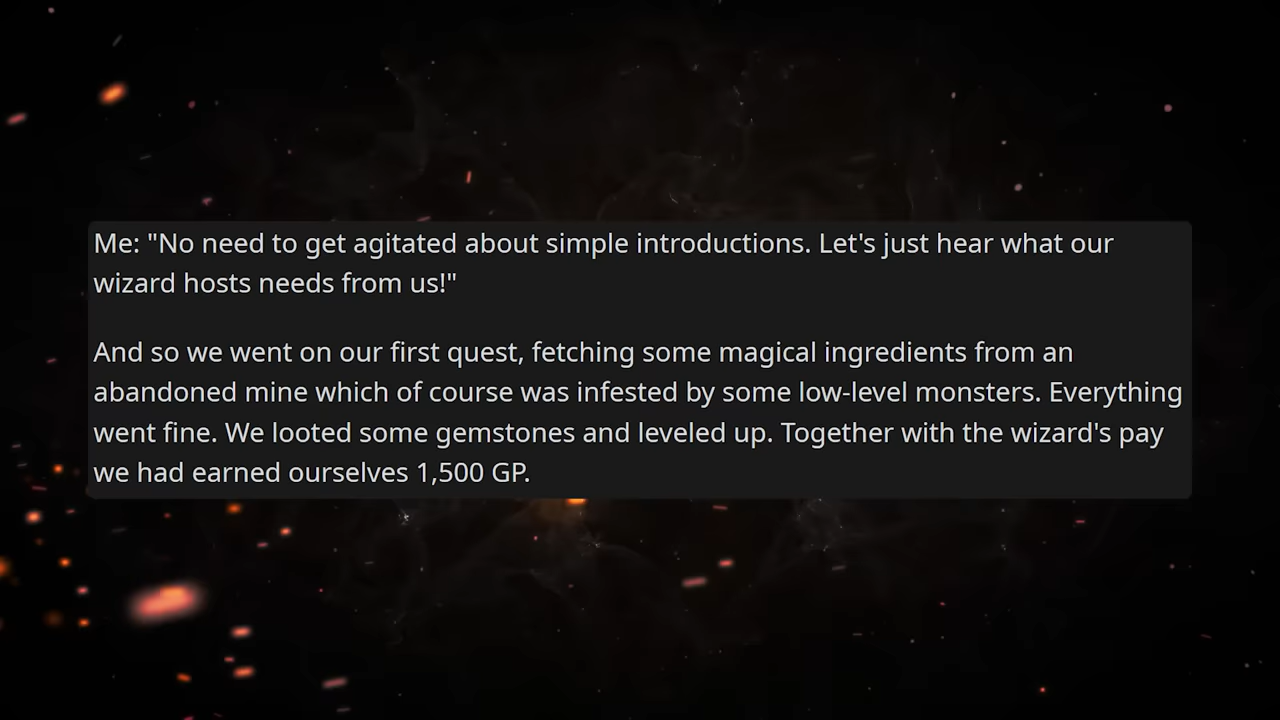 Me: "No need to get agitated about simple introductions. Let's just hear what our
wizard hosts needs from us!"
And so we went on our first quest, fetching some magical ingredients from an
abandoned mine which of course was infested by some low-level monsters. Everything
went fine. We looted some gemstones and leveled up. Together with the wizard's pay
we had earned ourselves 1,500 GP.